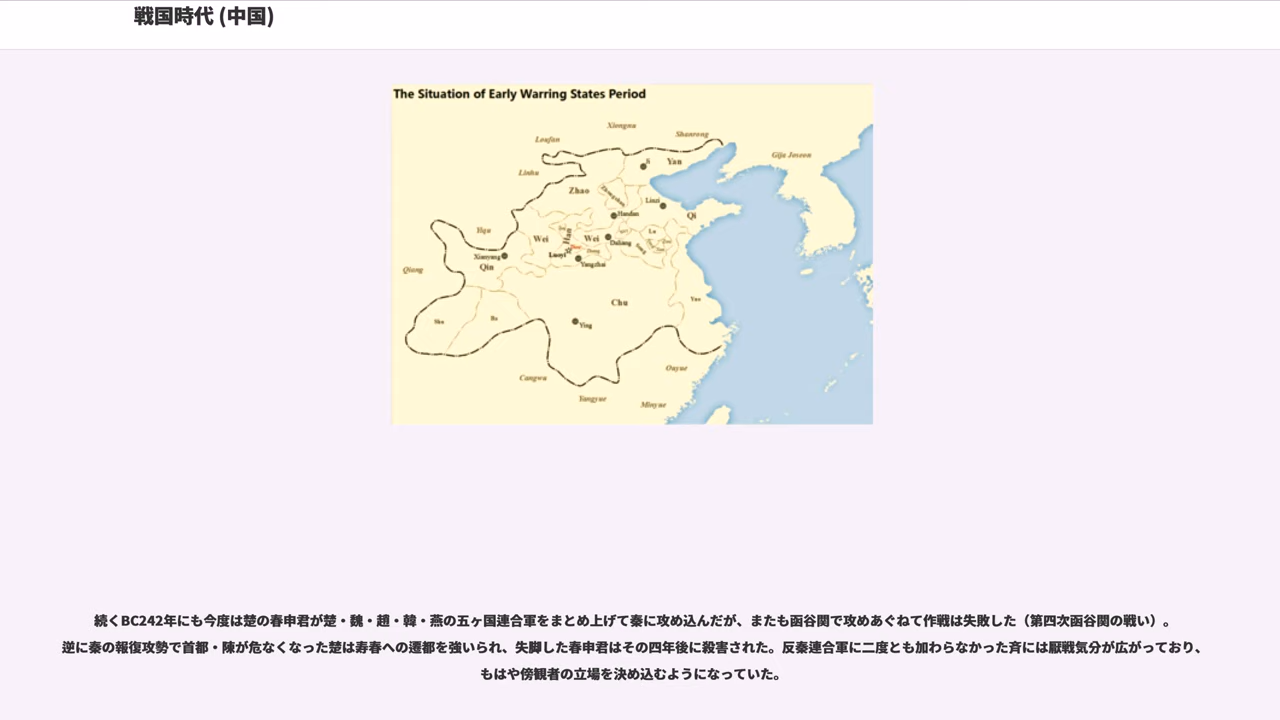 戦国時代 (中国)
The Situation of Early Warring States Period
Xiongnu
Loufan
Shanrong
Ji
Yan
Gija Joseon
Linhu
Zhao
Zhongshan
Linzi
Handan
Qi
Yiqu
Wei
Han
Wei
Lu
Daliang
Song
Xianyang
Luoyi
Yangzhai
Qiang
Qin
Chu
Yue
Shu
Ba
Ying
Cangwu
Ouyue
Yangyue
Minyue
続くBC242年にも今度は楚の春申君が楚・魏・趙・韓・燕の五ヶ国連合軍をまとめ上げて秦に攻め込んだが、またも函谷関で攻めあぐねて作戦は失敗した（第四次函谷関の戦い）。
逆に秦の報復攻勢で首都・陳が危なくなった楚は寿春への遷都を強いられ、失脚した春申君はその四年後に殺害された。反秦連合軍に二度とも加わらなかった斉には厭戦気分が広がっており、
もはや傍観者の立場を決め込むようになっていた。